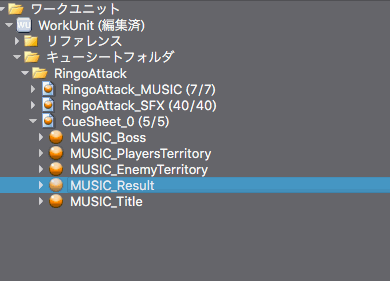 ワークユニット
WU WorkUnit (編集済)
リファレンス
キューシートフォルダ
RingoAttack
RingoAttack_MUSIC (7/7)
RingoAttack_SFX (40/40)
CueSheet_0 (5/5)
MUSIC_Boss
MUSIC_PlayersTerritory
MUSIC_EnemyTerritory
MUSIC_Result
MUSIC_Title